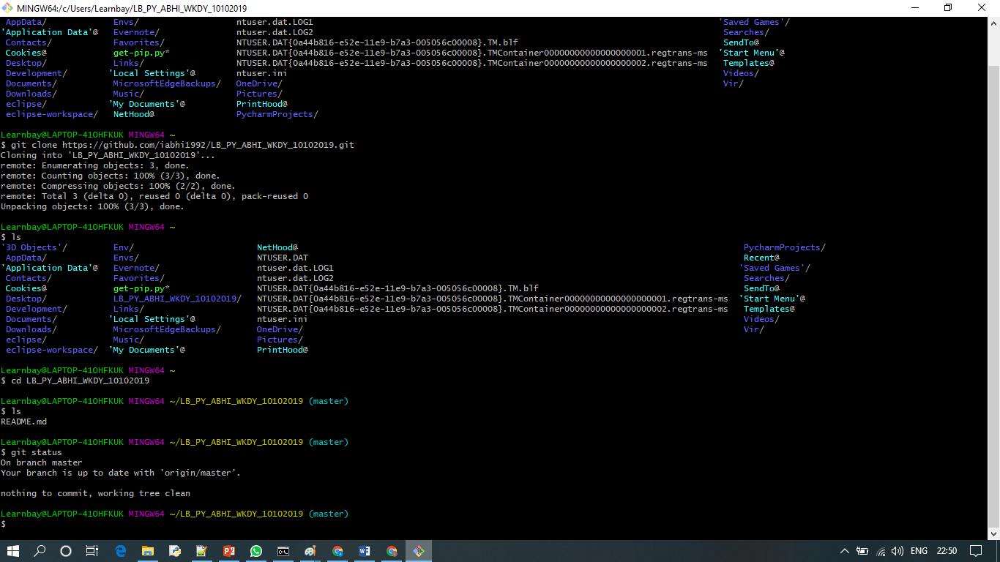 MINGW64:/c/Users/Learnbay/LB_PY_ABHI_WKDY_10102019
AppData/ Envs/ ntuser.dat.LOG1 'Saved Games'/
'Application Data'@ Evernote/ ntuser.dat.LOG2 Searches/
Contacts/ Favorites/ NTUSER.DAT{0a44b816-e52e-11e9-b7a3-005056c00008}.TM.blf SendTo@
Cookies@ get-pip.py* NTUSER.DAT{0a44b816-e52e-11e9-b7a3-005056c00008}.TMContainer00000000000000000001.regtrans-ms 'Start Menu'@
Desktop/ Links/ NTUSER.DAT{0a44b816-e52e-11e9-b7a3-005056c00008}.TMContainer00000000000000000002.regtrans-ms Templates@
Development/ 'Local Settings'@ ntuser.ini Videos/
Documents/ MicrosoftEdgeBackups/ OneDrive/ Vir/
Downloads/ Music/ Pictures/
eclipse/ 'My Documents'@ PrintHood@
eclipse-workspace/ NetHood@ PycharmProjects/
Learnbay@LAPTOP-41OHFKUK MINGW64 ~
$ git clone https://github.com/iabhi1992/LB_PY_ABHI_WKDY_10102019.git
Cloning into 'LB_PY_ABHI_WKDY_10102019'...
remote: Enumerating objects: 3, done.
remote: Counting objects: 100% (3/3), done.
remote: Compressing objects: 100% (2/2), done.
remote: Total 3 (delta 0), reused 0 (delta 0), pack-reused 0
Unpacking objects: 100% (3/3), done.
Learnbay@LAPTOP-41OHFKUK MINGW64 ~
$ ls
'3D Objects'/ Env/ NetHood@ PycharmProjects/
AppData/ Envs/ NTUSER.DAT Recent@
'Application Data'@ Evernote/ ntuser.dat.LOG1 'Saved Games'/
Contacts/ Favorites/ ntuser.dat.LOG2 Searches/
Cookies@ get-pip.py* NTUSER.DAT{0a44b816-e52e-11e9-b7a3-005056c00008}.TM.blf SendTo@
Desktop/ LB_PY_ABHI_WKDY_10102019/ NTUSER.DAT{0a44b816-e52e-11e9-b7a3-005056c00008}.TMContainer00000000000000000001.regtrans-ms 'Start Menu'@
Development/ Links/ NTUSER.DAT{0a44b816-e52e-11e9-b7a3-005056c00008}.TMContainer00000000000000000002.regtrans-ms Templates@
Documents/ 'Local Settings'@ ntuser.ini Videos/
Downloads/ MicrosoftEdgeBackups/ OneDrive/ Vir/
eclipse/ Music/ Pictures/
eclipse-workspace/ 'My Documents'@ PrintHood@
Learnbay@LAPTOP-41OHFKUK MINGW64 ~
$ cd LB_PY_ABHI_WKDY_10102019
Learnbay@LAPTOP-41OHFKUK MINGW64 ~/LB_PY_ABHI_WKDY_10102019 (master)
$ ls
README.md
Learnbay@LAPTOP-41OHFKUK MINGW64 ~/LB_PY_ABHI_WKDY_10102019 (master)
$ git status
On branch master
Your branch is up to date with 'origin/master'.
nothing to commit, working tree clean
Learnbay@LAPTOP-41OHFKUK MINGW64 ~/LB_PY_ABHI_WKDY_10102019 (master)
$
ENG 22:50